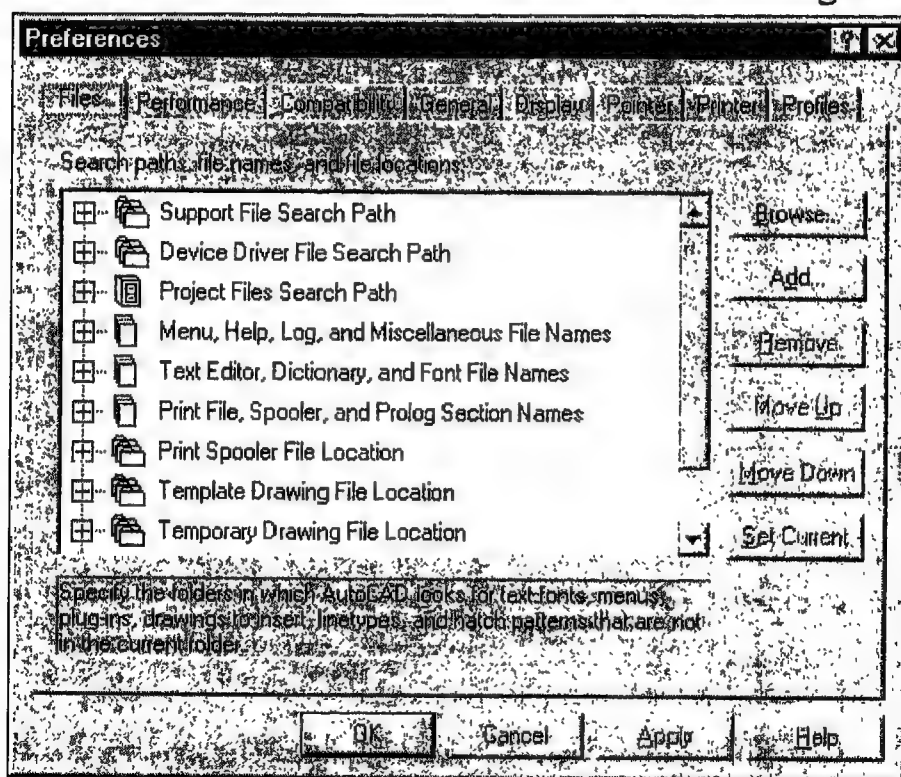 Preferences
Files Performance Compatibility General Display Pointer Printer Profiles
Search paths, file names, and file locations:
Support File Search Path
Device Driver File Search Path
Project Files Search Path
Menu, Help, Log, and Miscellaneous File Names
Text Editor, Dictionary, and Font File Names
Print File, Spooler, and Prolog Section Names
Print Spooler File Location
Template Drawing File Location
Temporary Drawing File Location
Browse...
Add...
Remove
Move Up
Move Down
Set Current
Specify the folders in which AutoCAD looks for text fonts, menus,
plug-ins, drawings to insert, linetypes, and hatch patterns that are not
in the current folder.
OK Cancel Apply Help